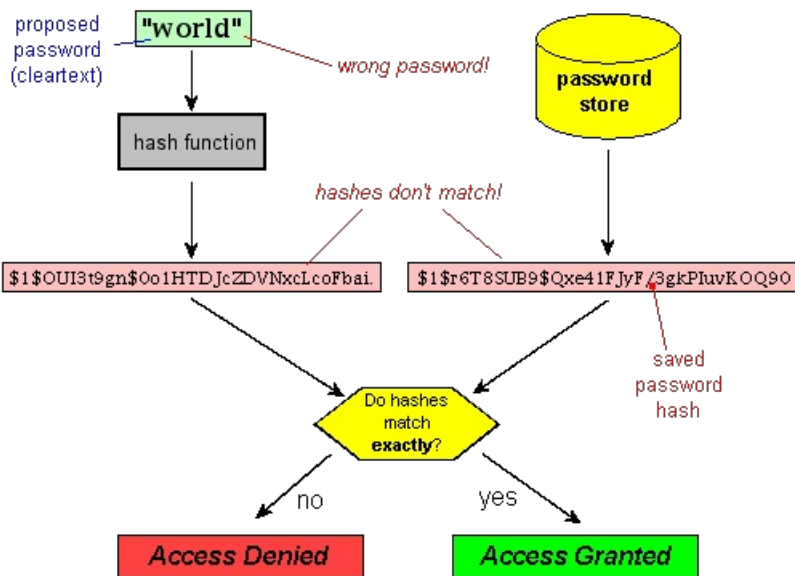 proposed
password
(cleartext)
"world"
wrong password!
password
store
hash function
hashes don't match!
$1$OUI3t9gn$0o1HTDJcZDVNxcLcoFbai.
$1$r6T8SUB9$Qxe41FJyF/3gkPIuvKOQ90
saved
password
hash
Do hashes
match
exactly?
no
yes
Access Denied
Access Granted